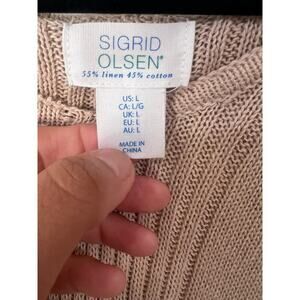 SIGRID
OLSEN®
55% linen 45% cotton
US: L
CA: L/G
UK: L
EU: L
AU: L
MADE IN
CHINA